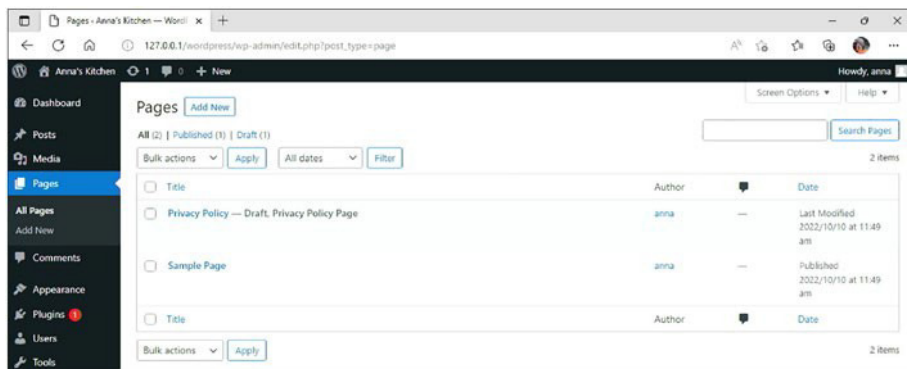 Pages ‹ Anna's Kitchen — Word
127.0.0.1/wordpress/wp-admin/edit.php?post_type=page
Anna's Kitchen 1 0 + New Howdy, anna
Dashboard
Posts
Media
Pages
All Pages
Add New
Comments
Appearance
Plugins 1
Users
Tools
Screen Options Help
Pages Add New
All (2) | Published (1) | Draft (1)
Search Pages
Bulk actions Apply All dates Filter 2 items
Title Author Date
Privacy Policy — Draft, Privacy Policy Page anna — Last Modified
2022/10/10 at 11:49
am
Sample Page anna — Published
2022/10/10 at 11:49
am
Title Author Date
Bulk actions Apply 2 items